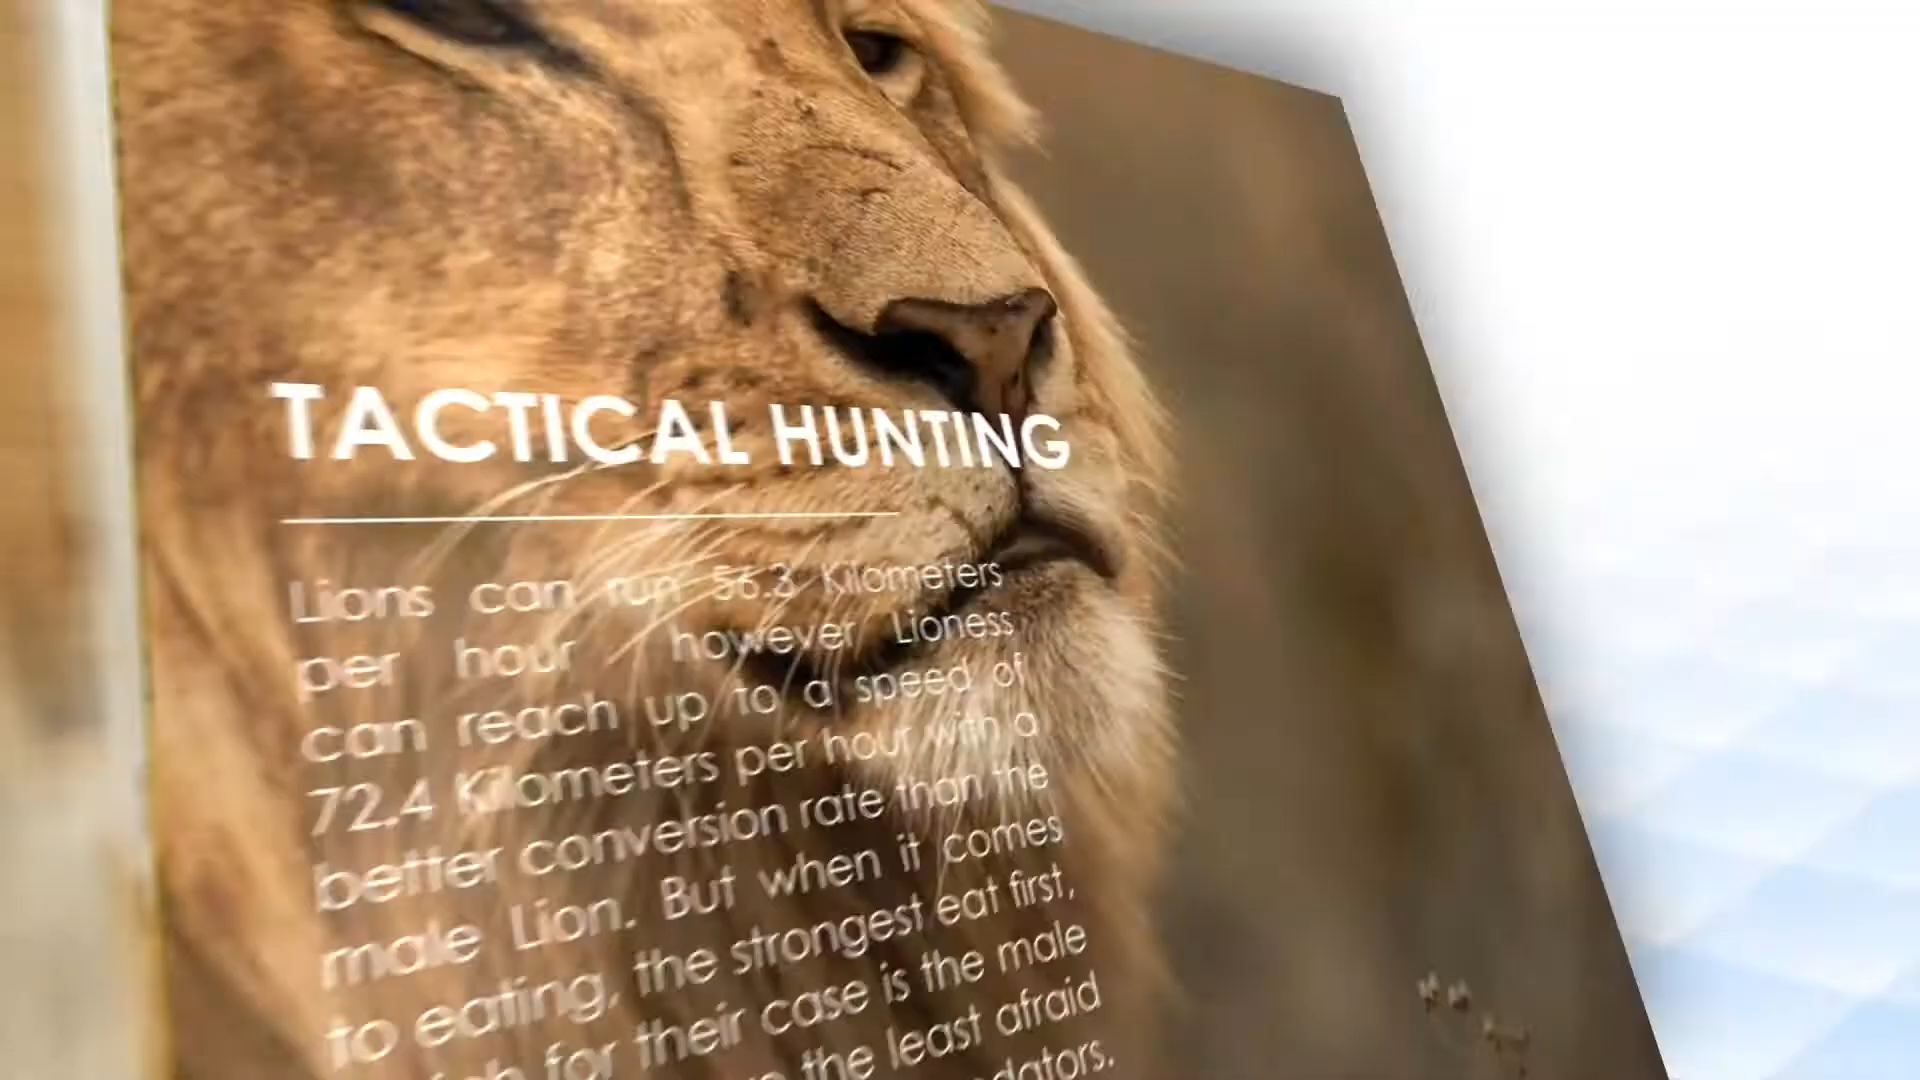 TACTICAL HUNTING
Lions can run 56.3 Kilometers
per hour however Lioness
can reach up to a speed of
72.4 Kilometers per hour with a
better conversion rate than the
male Lion. But when it comes
to eating, the strongest eat first,
for their case is the male
the least afraid